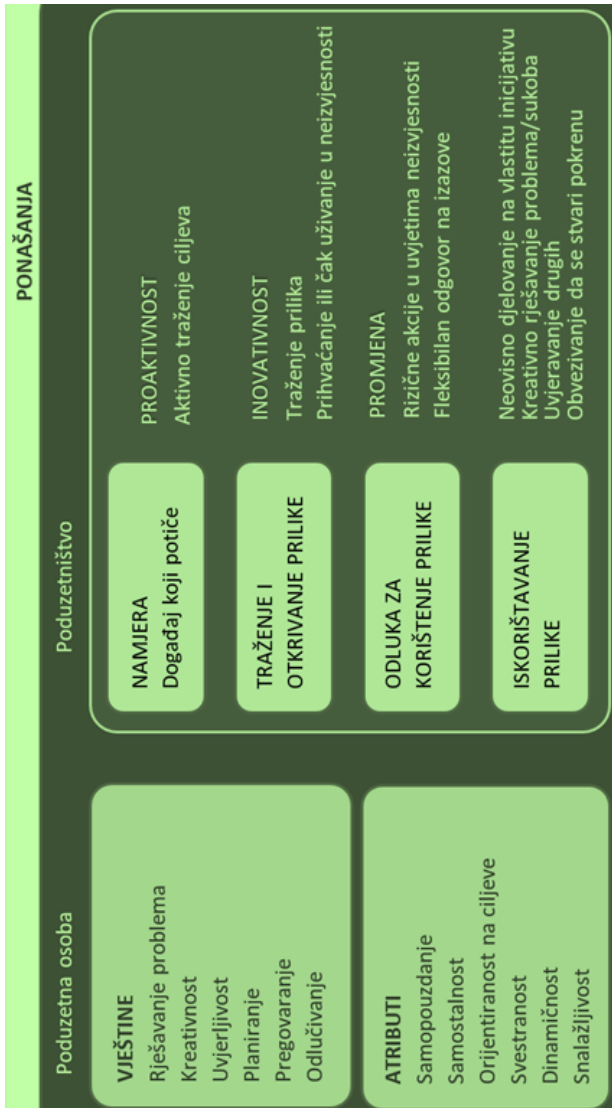 PONAŠANJA
Poduzetna osoba
Poduzetništvo
VJEŠTINE
Rješavanje problema
Kreativnost
Uvjerljivost
Planiranje
Pregovaranje
Odlučivanje
ATRIBUTI
Samopouzdanje
Samostalnost
Orijentiranost na ciljeve
Svestranost
Dinamičnost
Snalažljivost
NAMJERA
Događaj koji potiče
PROAKTIVNOST
Aktivno traženje ciljeva
TRAŽENJE I
OTKRIVANJE PRILIKE
INOVATIVNOST
Traženje prilika
Prihvaćanje ili čak uživanje u neizvjesnosti
ODLUKA ZA
KORIŠTENJE PRILIKE
PROMJENA
Rizične akcije u uvjetima neizvjesnosti
Fleksibilan odgovor na izazove
ISKORIŠTAVANJE
PRILIKE
Neovisno djelovanje na vlastitu inicijativu
Kreativno rješavanje problema/sukoba
Uvjeravanje drugih
Obvezivanje da se stvari pokrenu